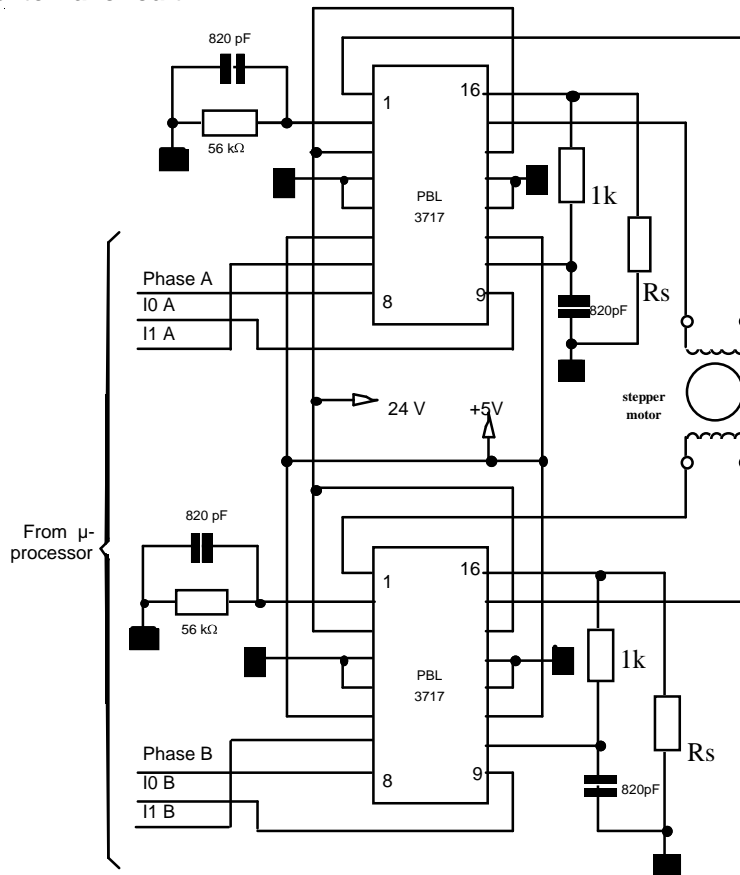 820 pF
56 kΩ
1
16
PBL
3717
1k
Rs
Phase A
I0 A
I1 A
8
9
820pF
24 V
+5V
stepper
motor
From µ-
processor
820 pF
56 kΩ
1
16
PBL
3717
1k
Rs
Phase B
I0 B
I1 B
8
9
820pF